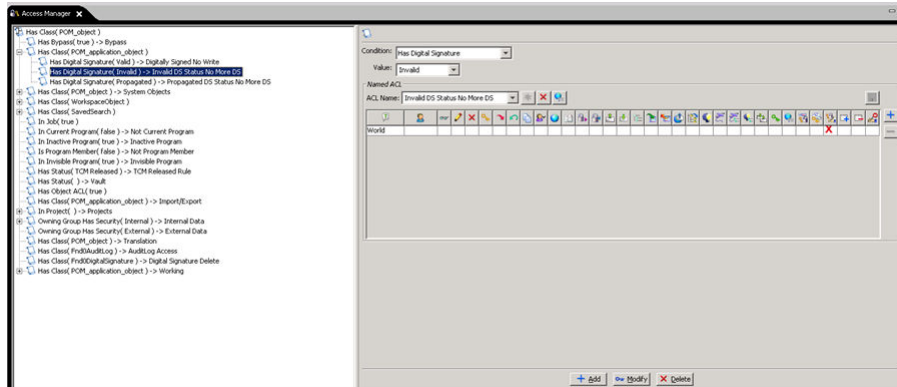 Access Manager
Has Class( POM_object )
Has Bypass( true ) -> Bypass
Has Class( POM_application_object )
Has Digital Signature( Valid ) -> Digitally Signed No Write
Has Digital Signature( Invalid ) -> Invalid DS Status No More DS
Has Digital Signature( Propagated ) -> Propagated DS Status No More DS
Has Class( POM_object ) -> System Objects
Has Class( WorkspaceObject )
Has Class( SavedSearch )
In Job( true )
In Current Program( false ) -> Not Current Program
In Inactive Program( true ) -> Inactive Program
Is Program Member( false ) -> Not Program Member
In Invisible Program( true ) -> Invisible Program
Has Status( TCM Released ) -> TCM Released Rule
Has Status( ) -> Vault
Has Object ACL( true )
Has Class( POM_application_object ) -> Import/Export
In Project( ) -> Projects
Owning Group Has Security( Internal ) -> Internal Data
Owning Group Has Security( External ) -> External Data
Has Class( POM_object ) -> Translation
Has Class( Fnd0AuditLog ) -> AuditLog Access
Has Class( Fnd0DigitalSignature ) -> Digital Signature Delete
Has Class( POM_application_object ) -> Working
Condition: Has Digital Signature
Value: Invalid
Named ACL
ACL Name: Invalid DS Status No More DS
World
Add Modify Delete